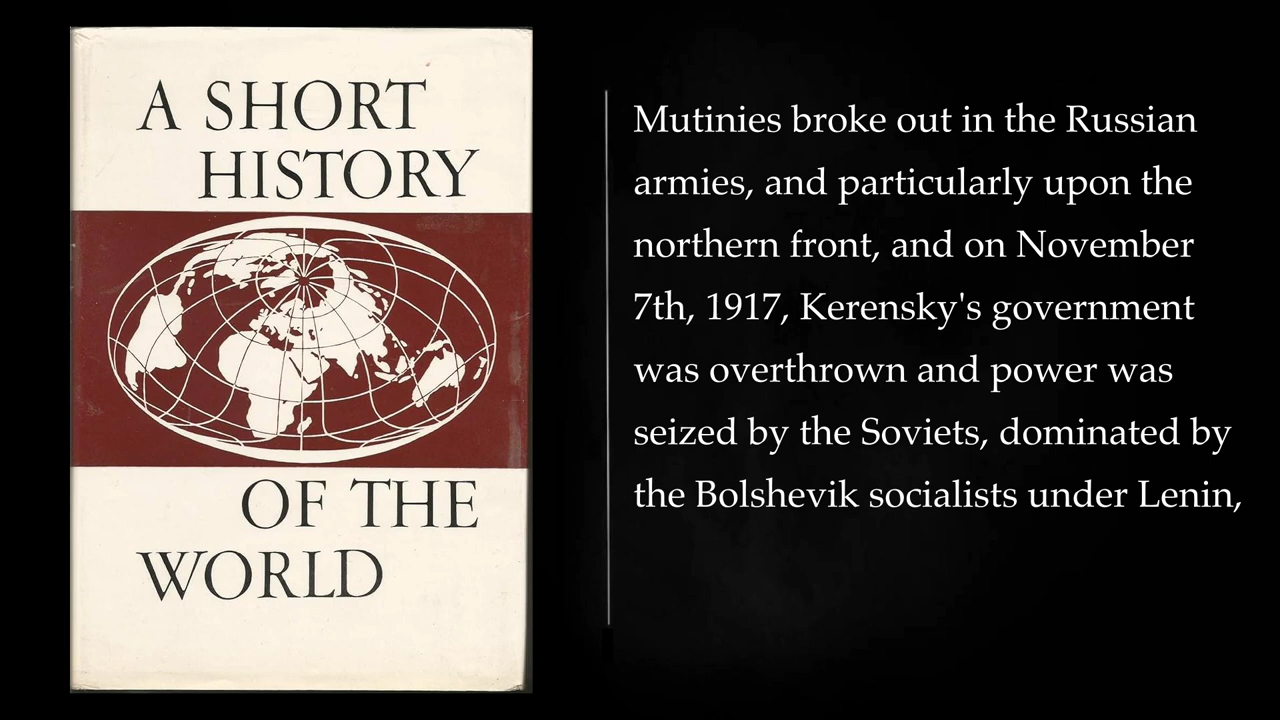 A SHORT
HISTORY
OF THE
WORLD
Mutinies broke out in the Russian
armies, and particularly upon the
northern front, and on November
7th, 1917, Kerensky's government
was overthrown and power was
seized by the Soviets, dominated by
the Bolshevik socialists under Lenin,